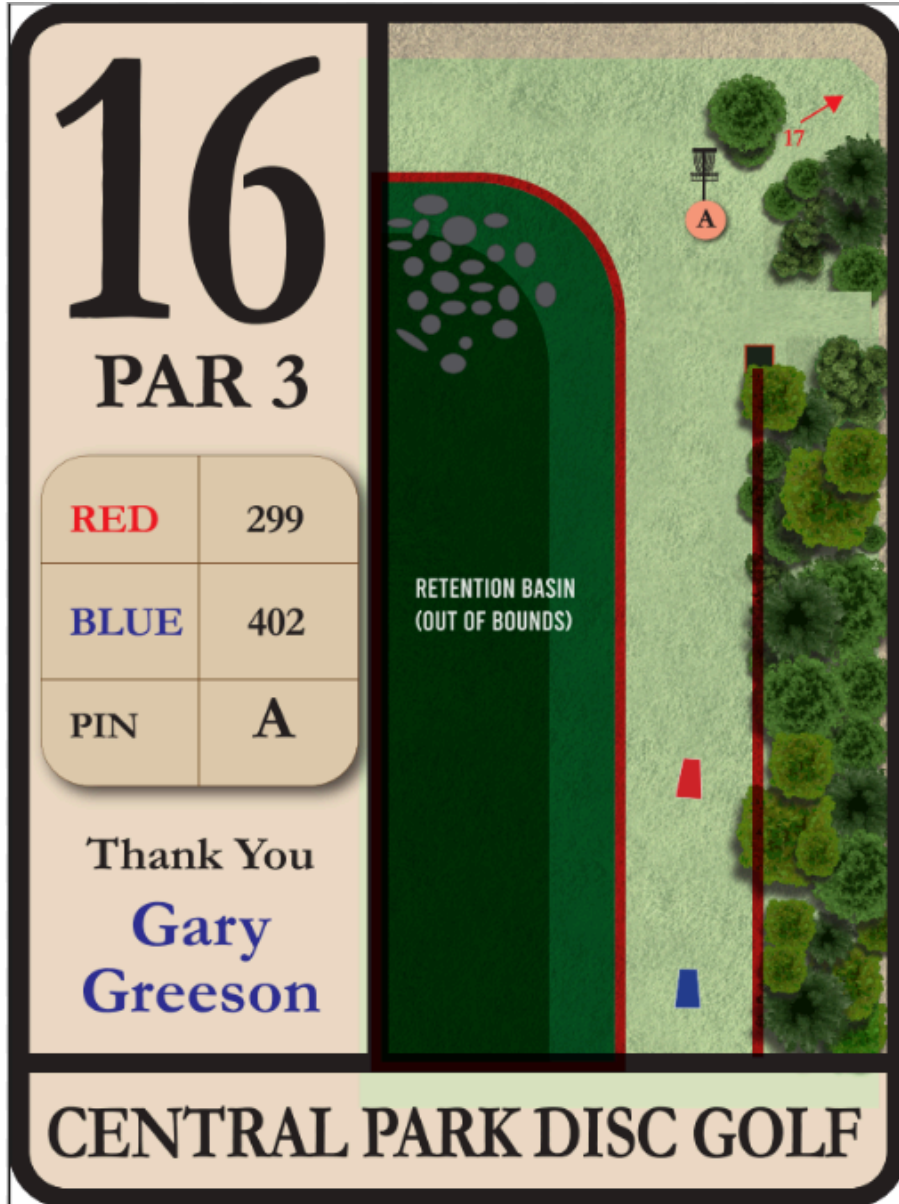 16
PAR 3
RED 299
BLUE 402
PIN A
Thank You
Gary
Greeson
17
A
RETENTION BASIN
(OUT OF BOUNDS)
CENTRAL PARK DISC GOLF